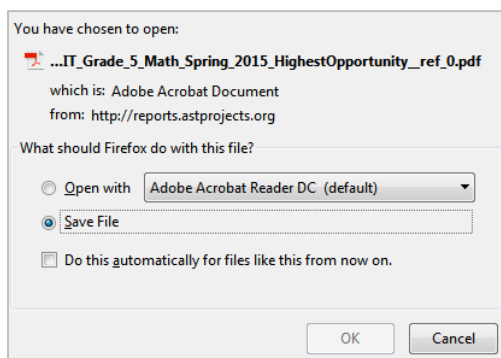 You have chosen to open:
...IT_Grade_5_Math_Spring_2015_HighestOpportunity__ref_0.pdf
which is: Adobe Acrobat Document
from: http://reports.astprojects.org
What should Firefox do with this file?
Open with Adobe Acrobat Reader DC (default)
Save File
Do this automatically for files like this from now on.
OK Cancel